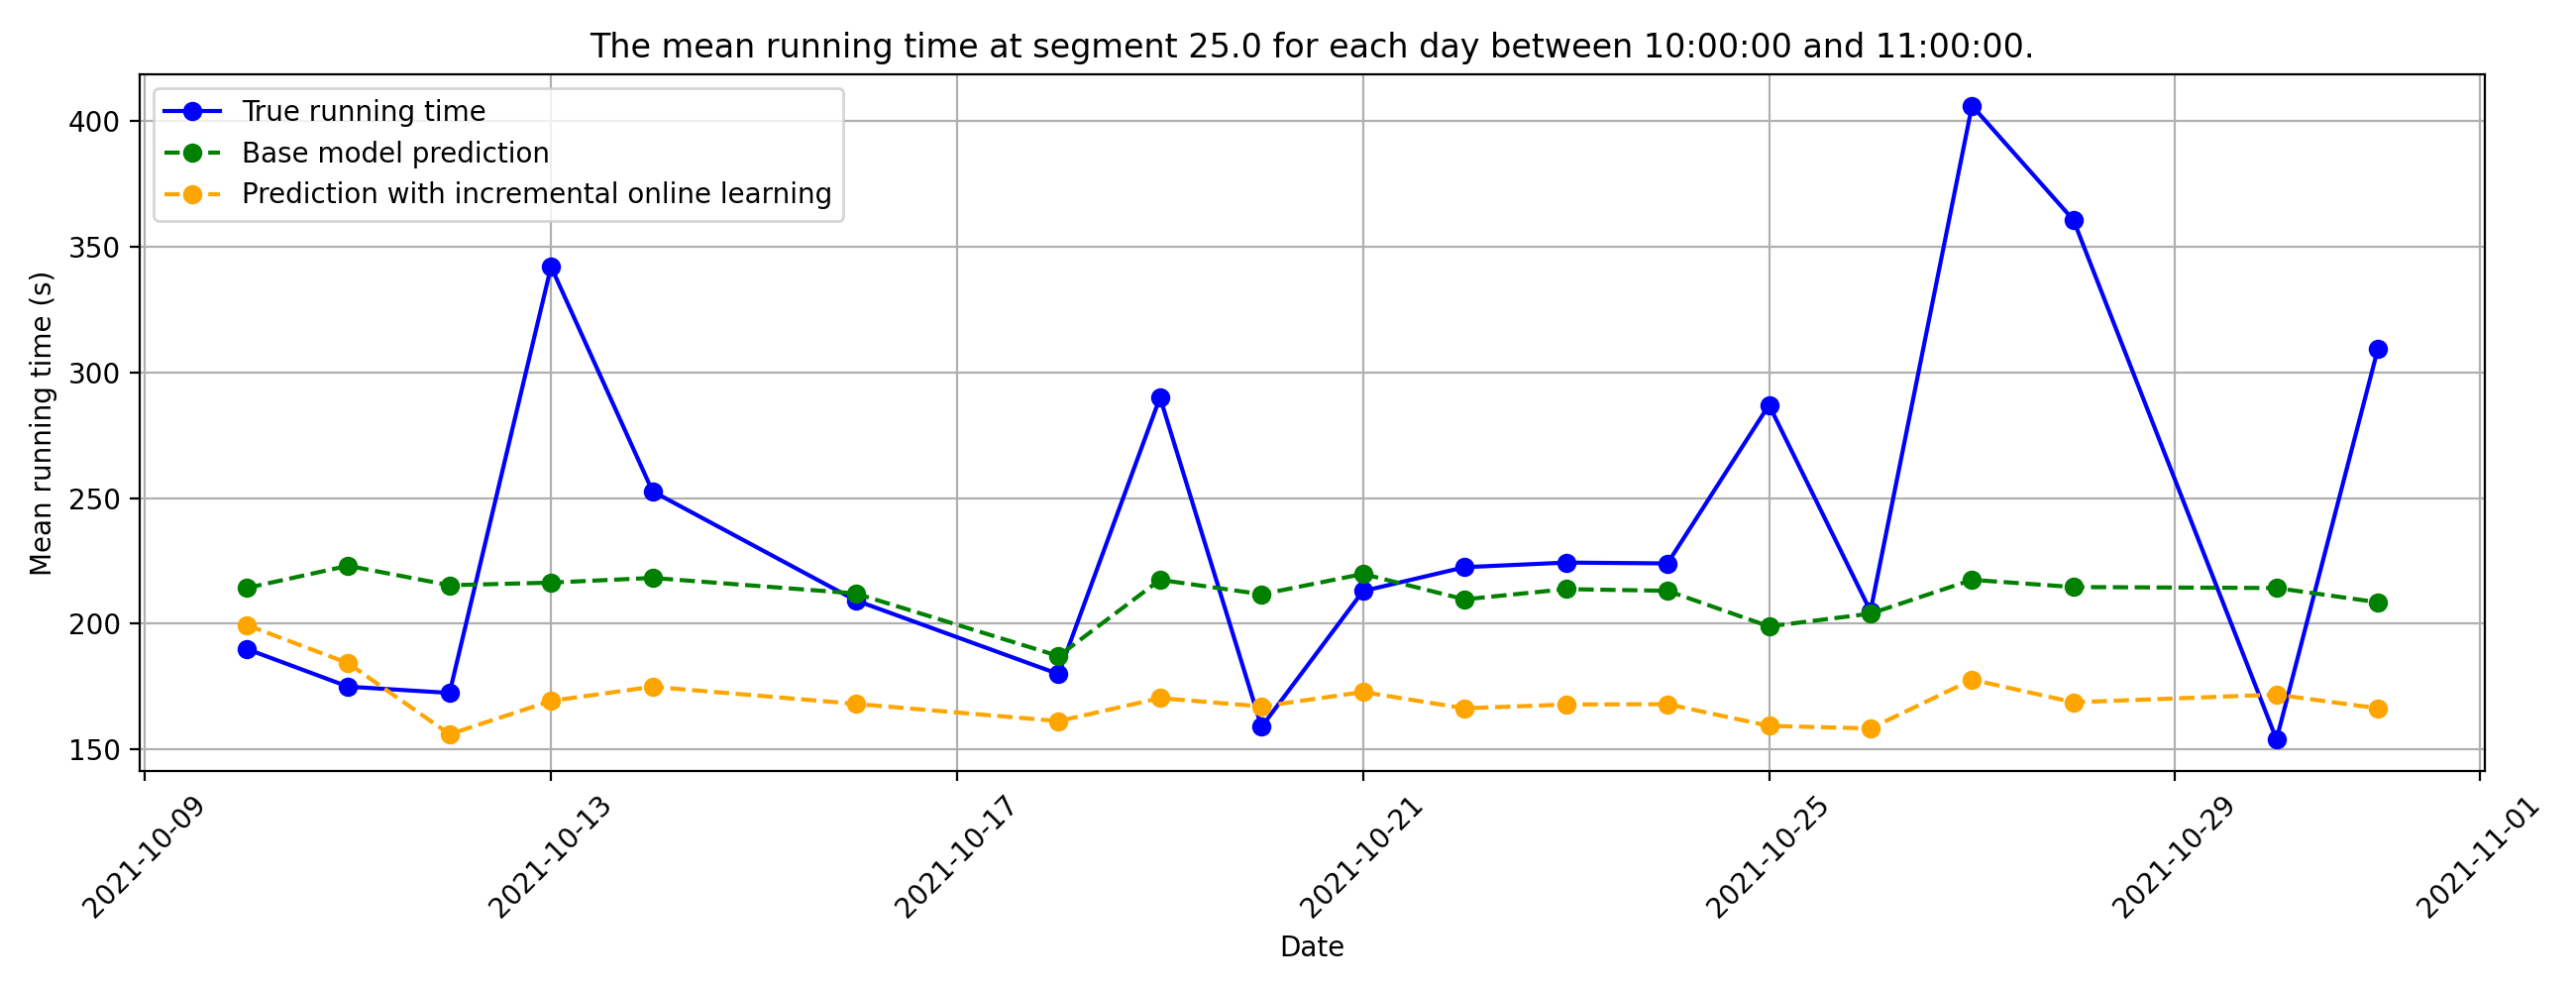 The mean running time at segment 25.0 for each day between 10:00:00 and 11:00:00.
True running time
Base model prediction
Prediction with incremental online learning
Mean running time (s)
400
350
300
250
200
150
2021-10-09
2021-10-13
2021-10-17
2021-10-21
2021-10-25
2021-10-29
2021-11-01
Date